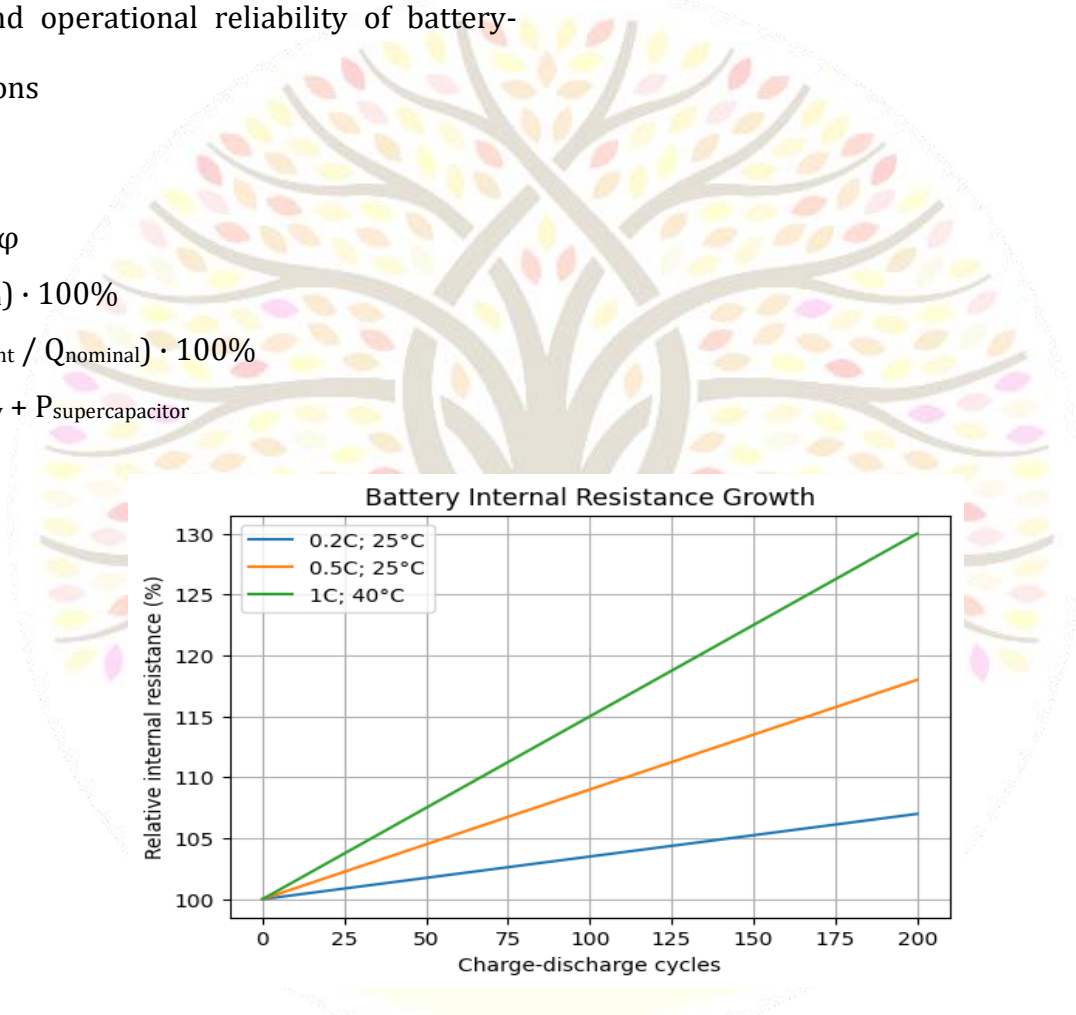 nd operational reliability of battery-
ons
φ
) · 100%
nt / Qnominal) · 100%
+ Psupercapacitor
Battery Internal Resistance Growth
0.2C; 25°C
0.5C; 25°C
1C; 40°C
Relative internal resistance (%)
130
125
120
115
110
105
100
0 25 50 75 100 125 150 175 200
Charge-discharge cycles